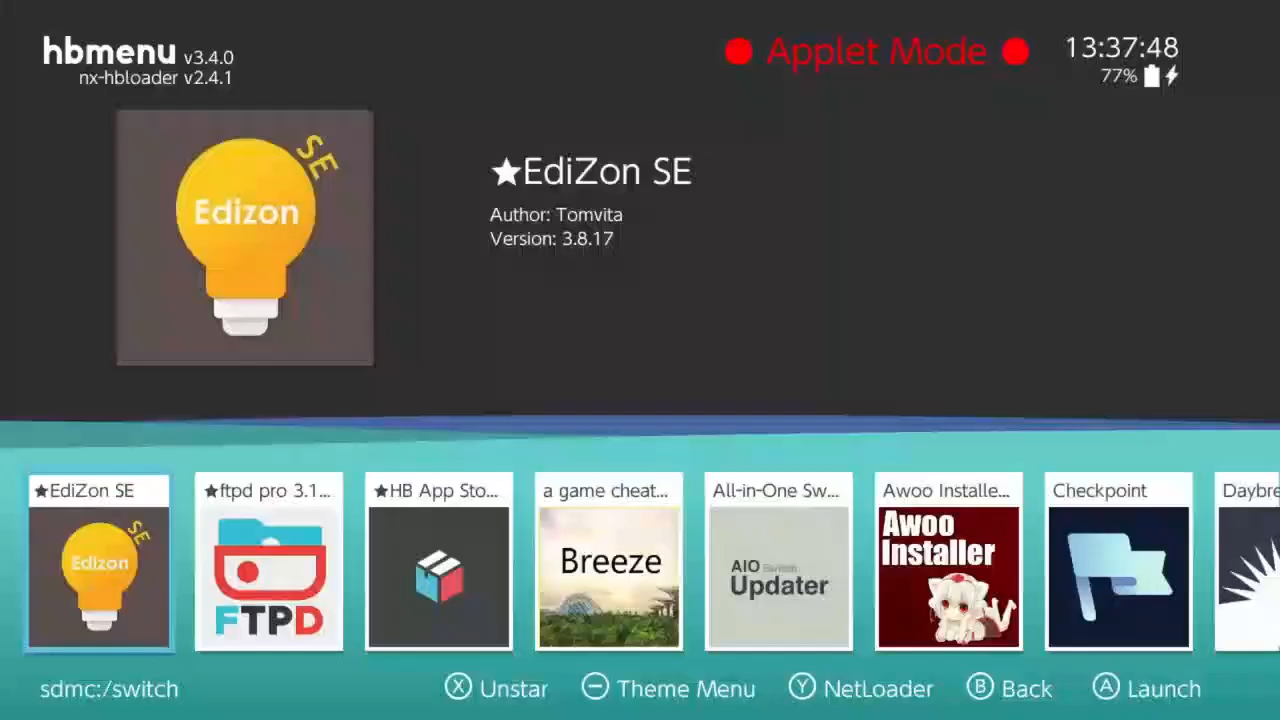 hbmenu v3.4.0
nx-hbloader v2.4.1
Applet Mode
13:37:48
77%
SE
Edizon
★EdiZon SE
Author: Tomvita
Version: 3.8.17
★EdiZon SE
★ftpd pro 3.1...
★HB App Sto...
a game cheat...
All-in-One Sw...
Awoo Installe...
Checkpoint
Daybre
SE
Edizon
FTPD
Breeze
AIO Switch
Updater
Awoo
Installer
sdmc:/switch
X Unstar
Theme Menu
Y NetLoader
B Back
A Launch